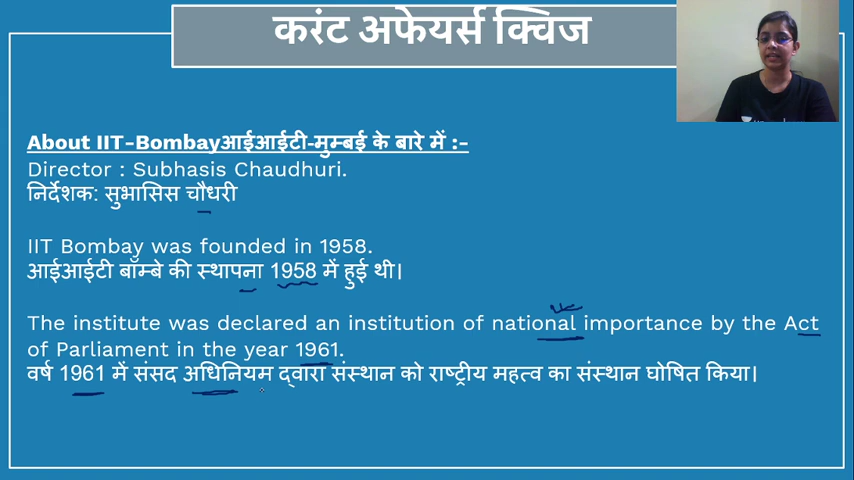 करंट अफेयर्स क्विज
About IIT-Bombayआईआईटी-मुम्बई के बारे में :-
Director : Subhasis Chaudhuri.
निर्देशक: सुभासिस चौधरी
IIT Bombay was founded in 1958.
आईआईटी बॉम्बे की स्थापना 1958 में हुई थी।
The institute was declared an institution of national importance by the Act
of Parliament in the year 1961.
वर्ष 1961 में संसद अधिनियम द्वारा संस्थान को राष्ट्रीय महत्व का संस्थान घोषित किया।